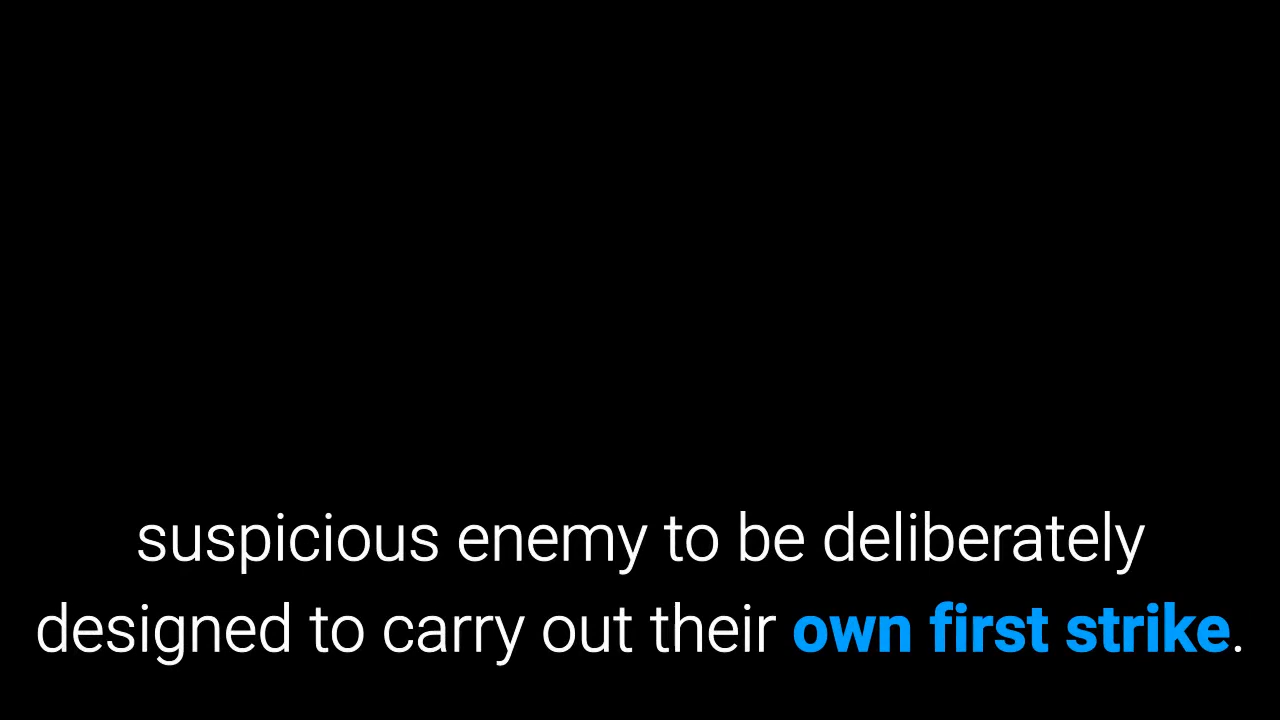 suspicious enemy to be deliberately
designed to carry out their own first strike.